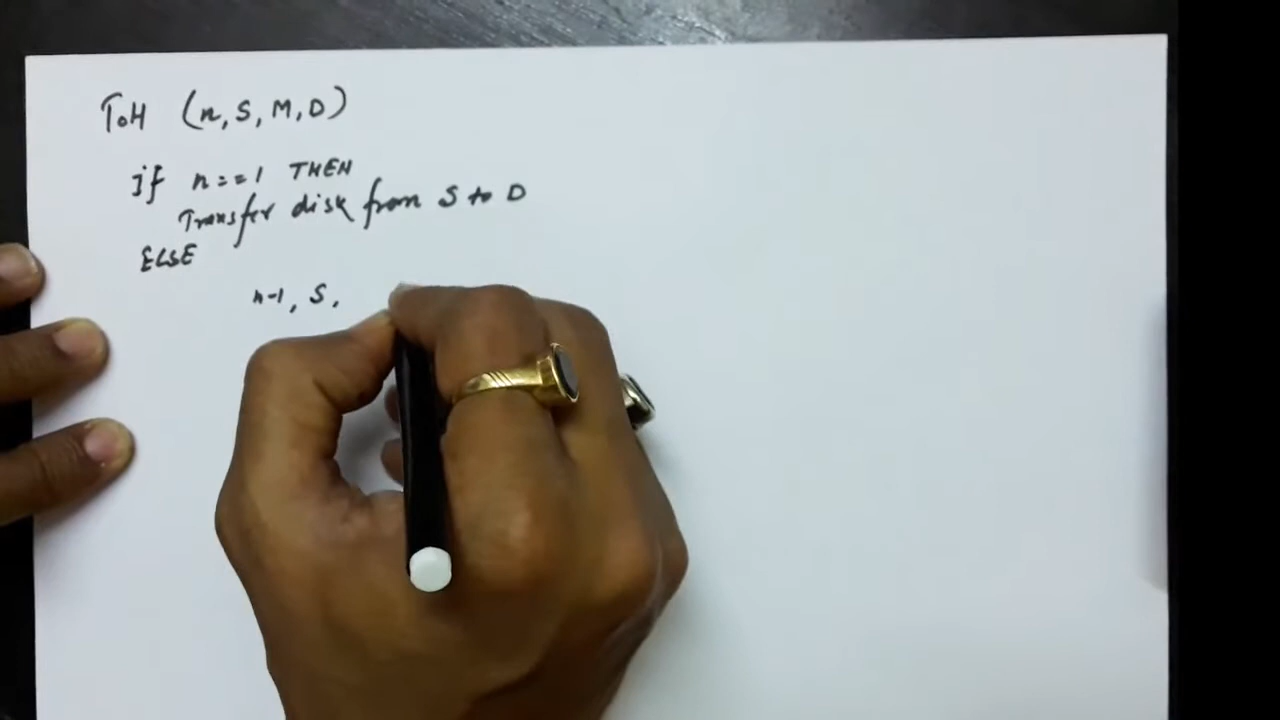 ToH (n, S, M, D)
if n==1 THEN
Transfer disk from S to D
ELSE
n-1, S,